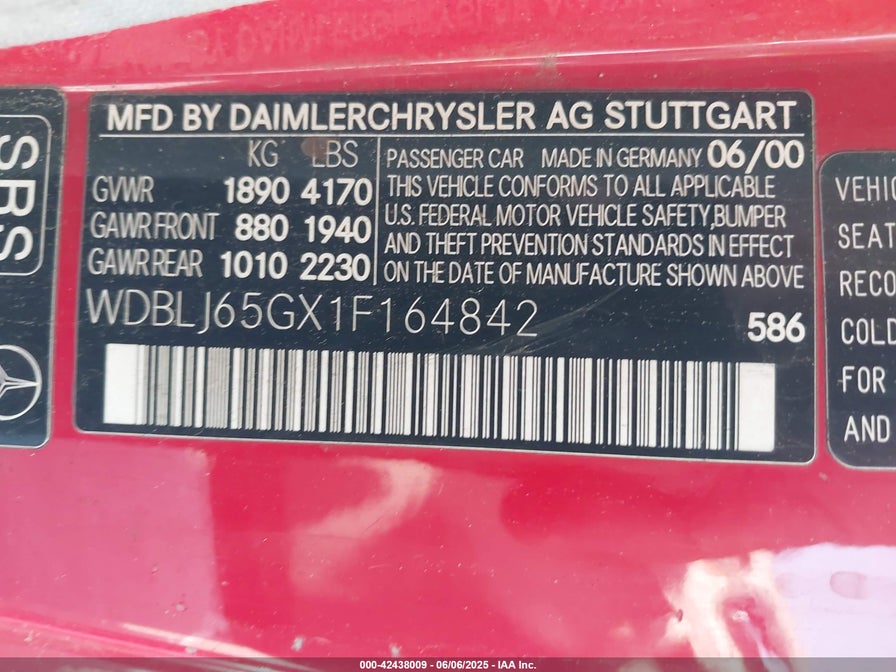 MFD BY DAIMLERCHRYSLER AG STUTTGART
KG LBS
GVWR 1890 4170
GAWR FRONT 880 1940
GAWR REAR 1010 2230
PASSENGER CAR MADE IN GERMANY 06/00
THIS VEHICLE CONFORMS TO ALL APPLICABLE
U.S. FEDERAL MOTOR VEHICLE SAFETY, BUMPER
AND THEFT PREVENTION STANDARDS IN EFFECT
ON THE DATE OF MANUFACTURE SHOWN ABOVE
WDBLJ65GX1F164842
586
SRS
VEHI
SEAT
RECO
COLD
FOR
AND
000-42438009 - 06/06/2025 - IAA Inc.